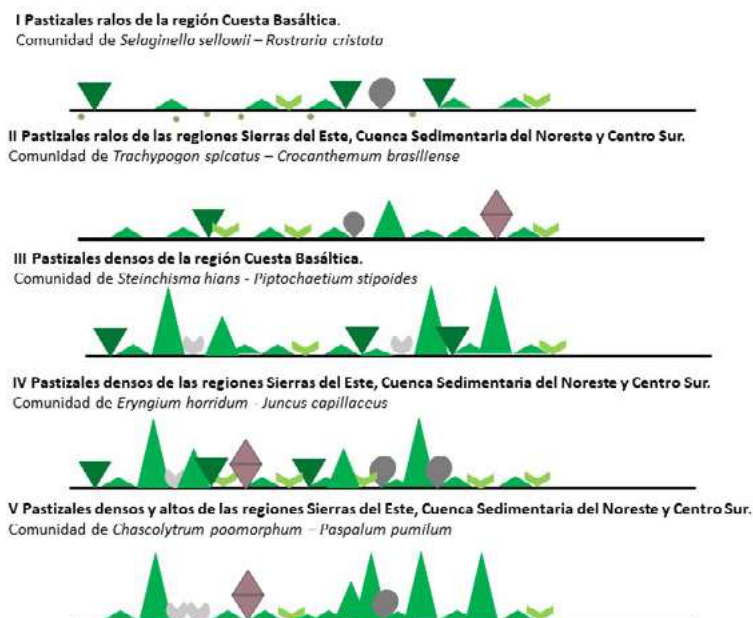 I Pastizales ralos de la región Cuesta Basáltica.
Comunidad de Selaginella sellowii – Rostraria cristata
II Pastizales ralos de las regiones Sierras del Este, Cuenca Sedimentaria del Noreste y Centro Sur.
Comunidad de Trachypogon spicatus – Crocanthemum brasiliense
III Pastizales densos de la región Cuesta Basáltica.
Comunidad de Steinchisma hians - Piptochaetium stipoides
IV Pastizales densos de las regiones Sierras del Este, Cuenca Sedimentaria del Noreste y Centro Sur.
Comunidad de Eryngium horridum - Juncus capillaceus
V Pastizales densos y altos de las regiones Sierras del Este, Cuenca Sedimentaria del Noreste y Centro Sur.
Comunidad de Chascolytrum poomorphum – Paspalum pumilum